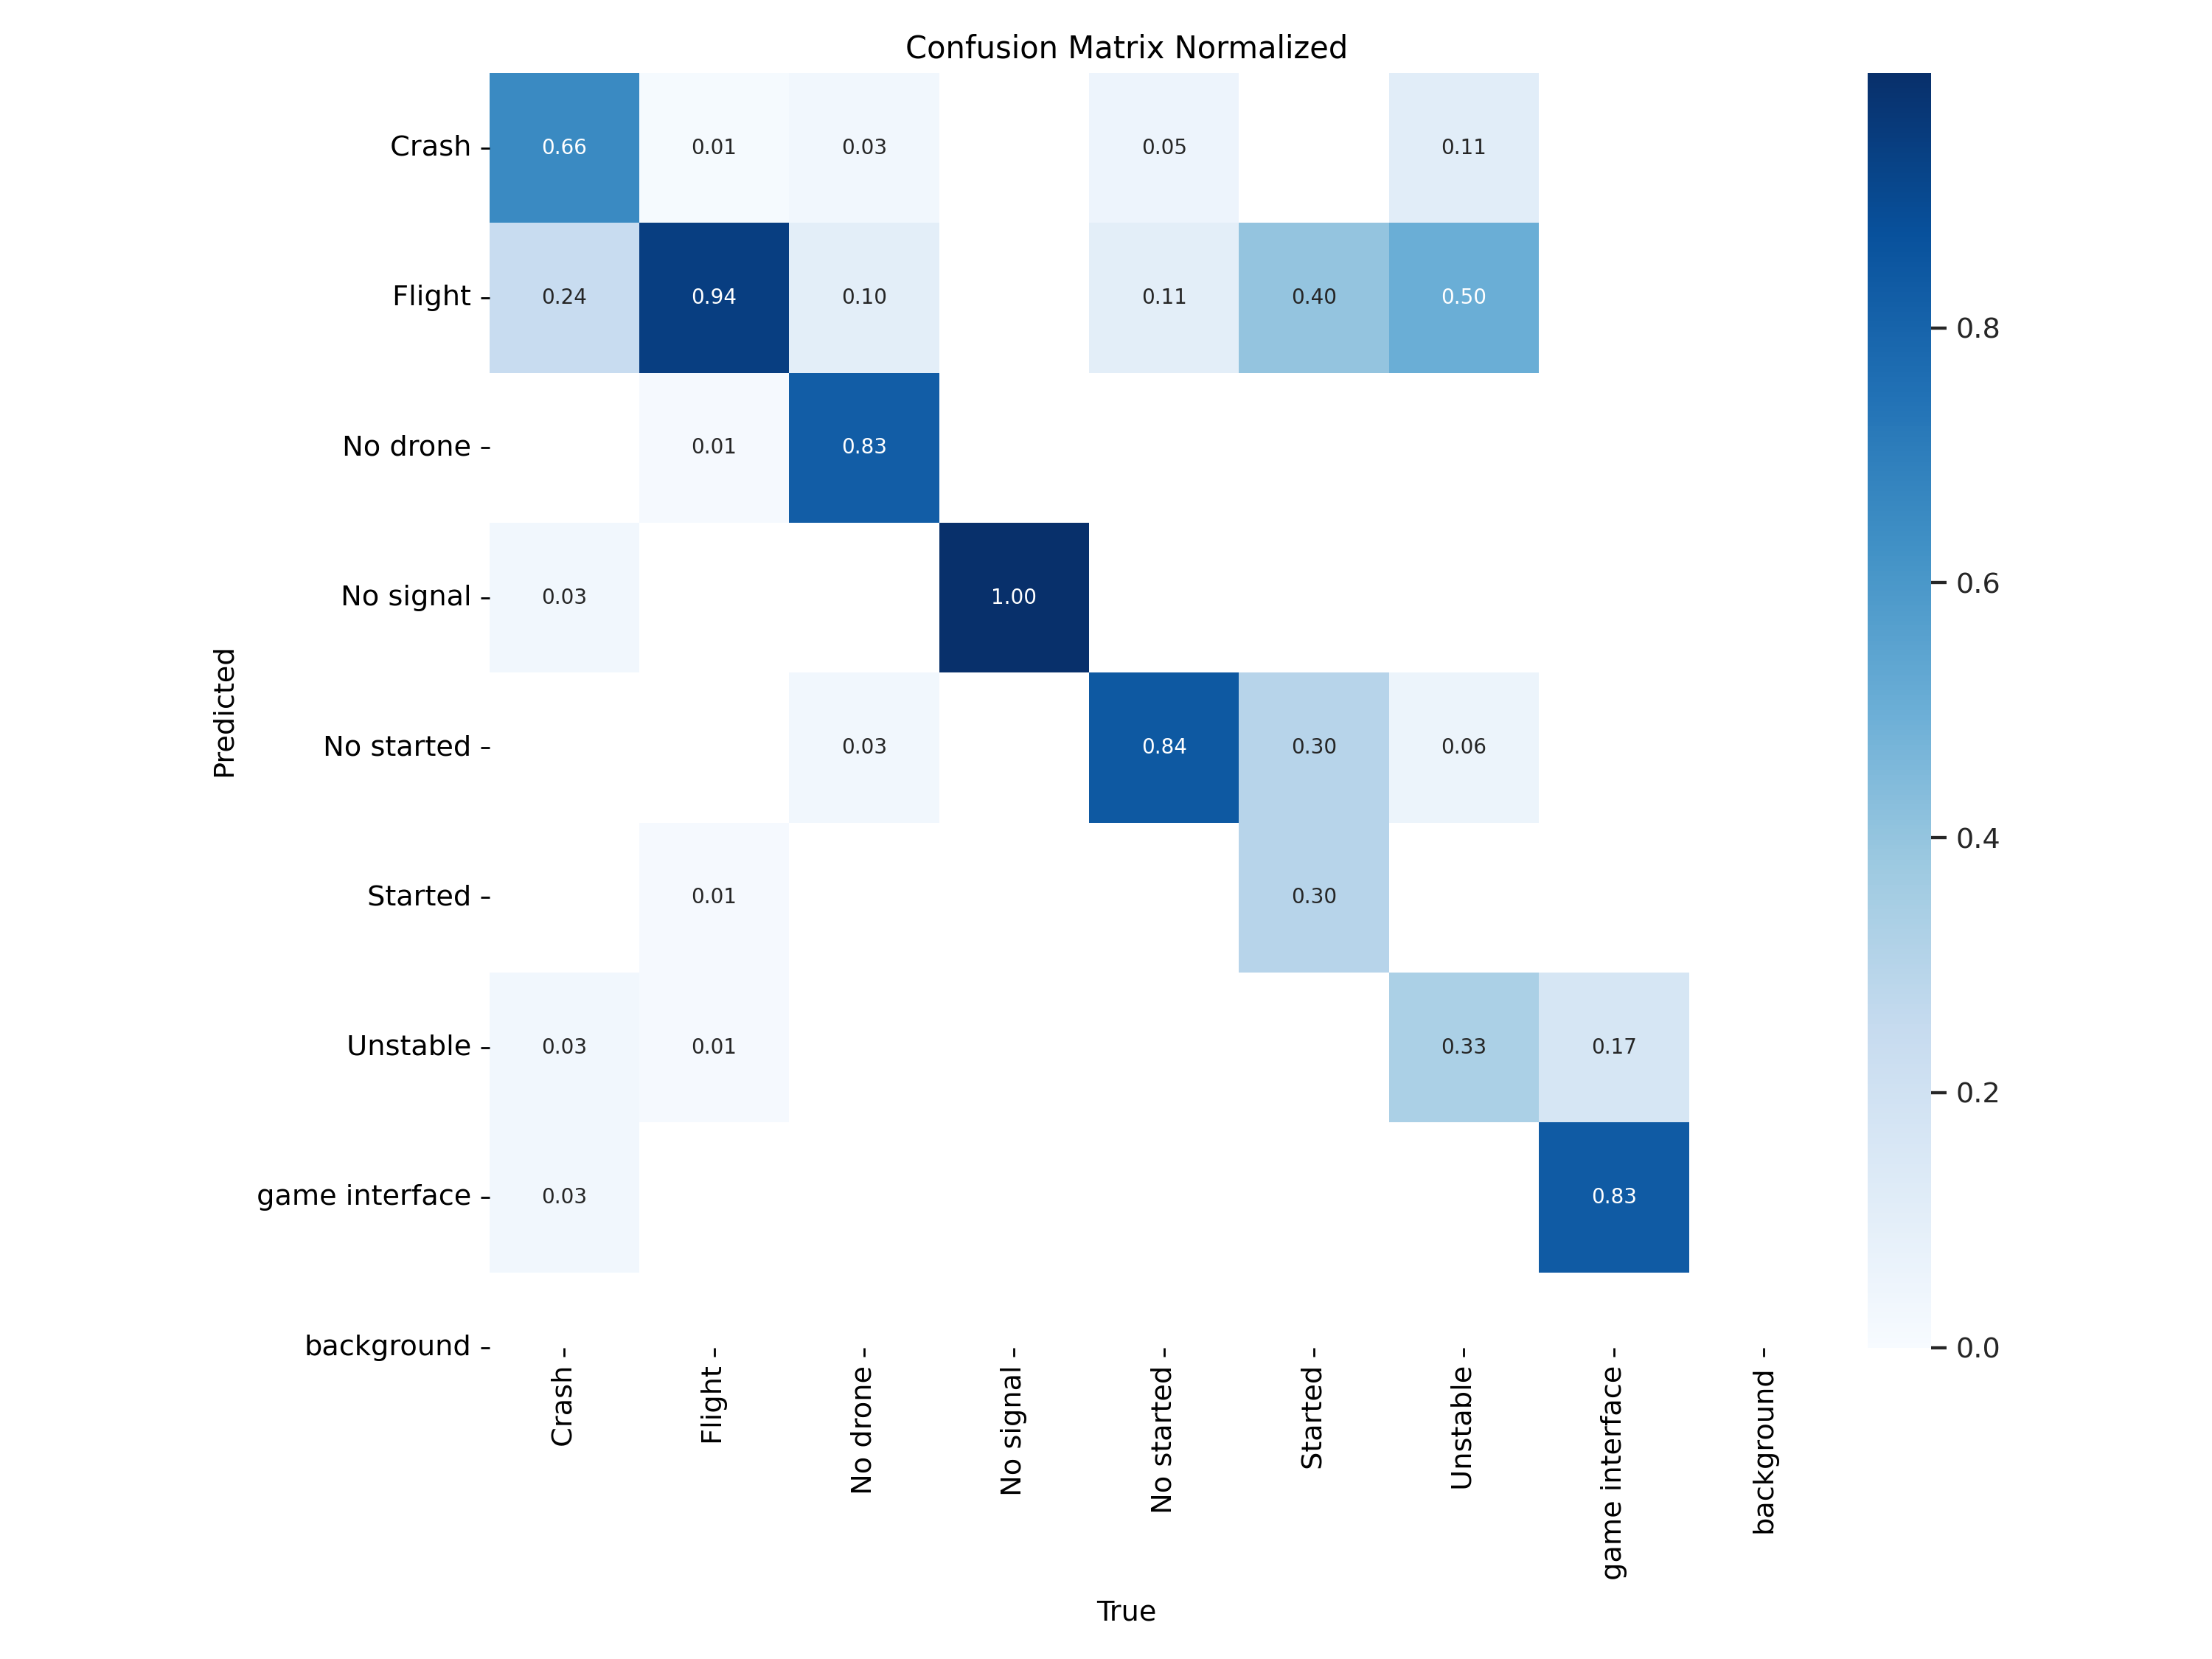 Confusion Matrix Normalized
Crash 0.66 0.01 0.03 0.05 0.11
Flight 0.24 0.94 0.10 0.11 0.40 0.50
No drone 0.01 0.83
No signal 0.03 1.00
No started 0.03 0.84 0.30 0.06
Started 0.01 0.30
Unstable 0.03 0.01 0.33 0.17
game interface 0.03 0.83
background
Predicted
Crash
Flight
No drone
No signal
No started
Started
Unstable
game interface
background
True
0.8
0.6
0.4
0.2
0.0